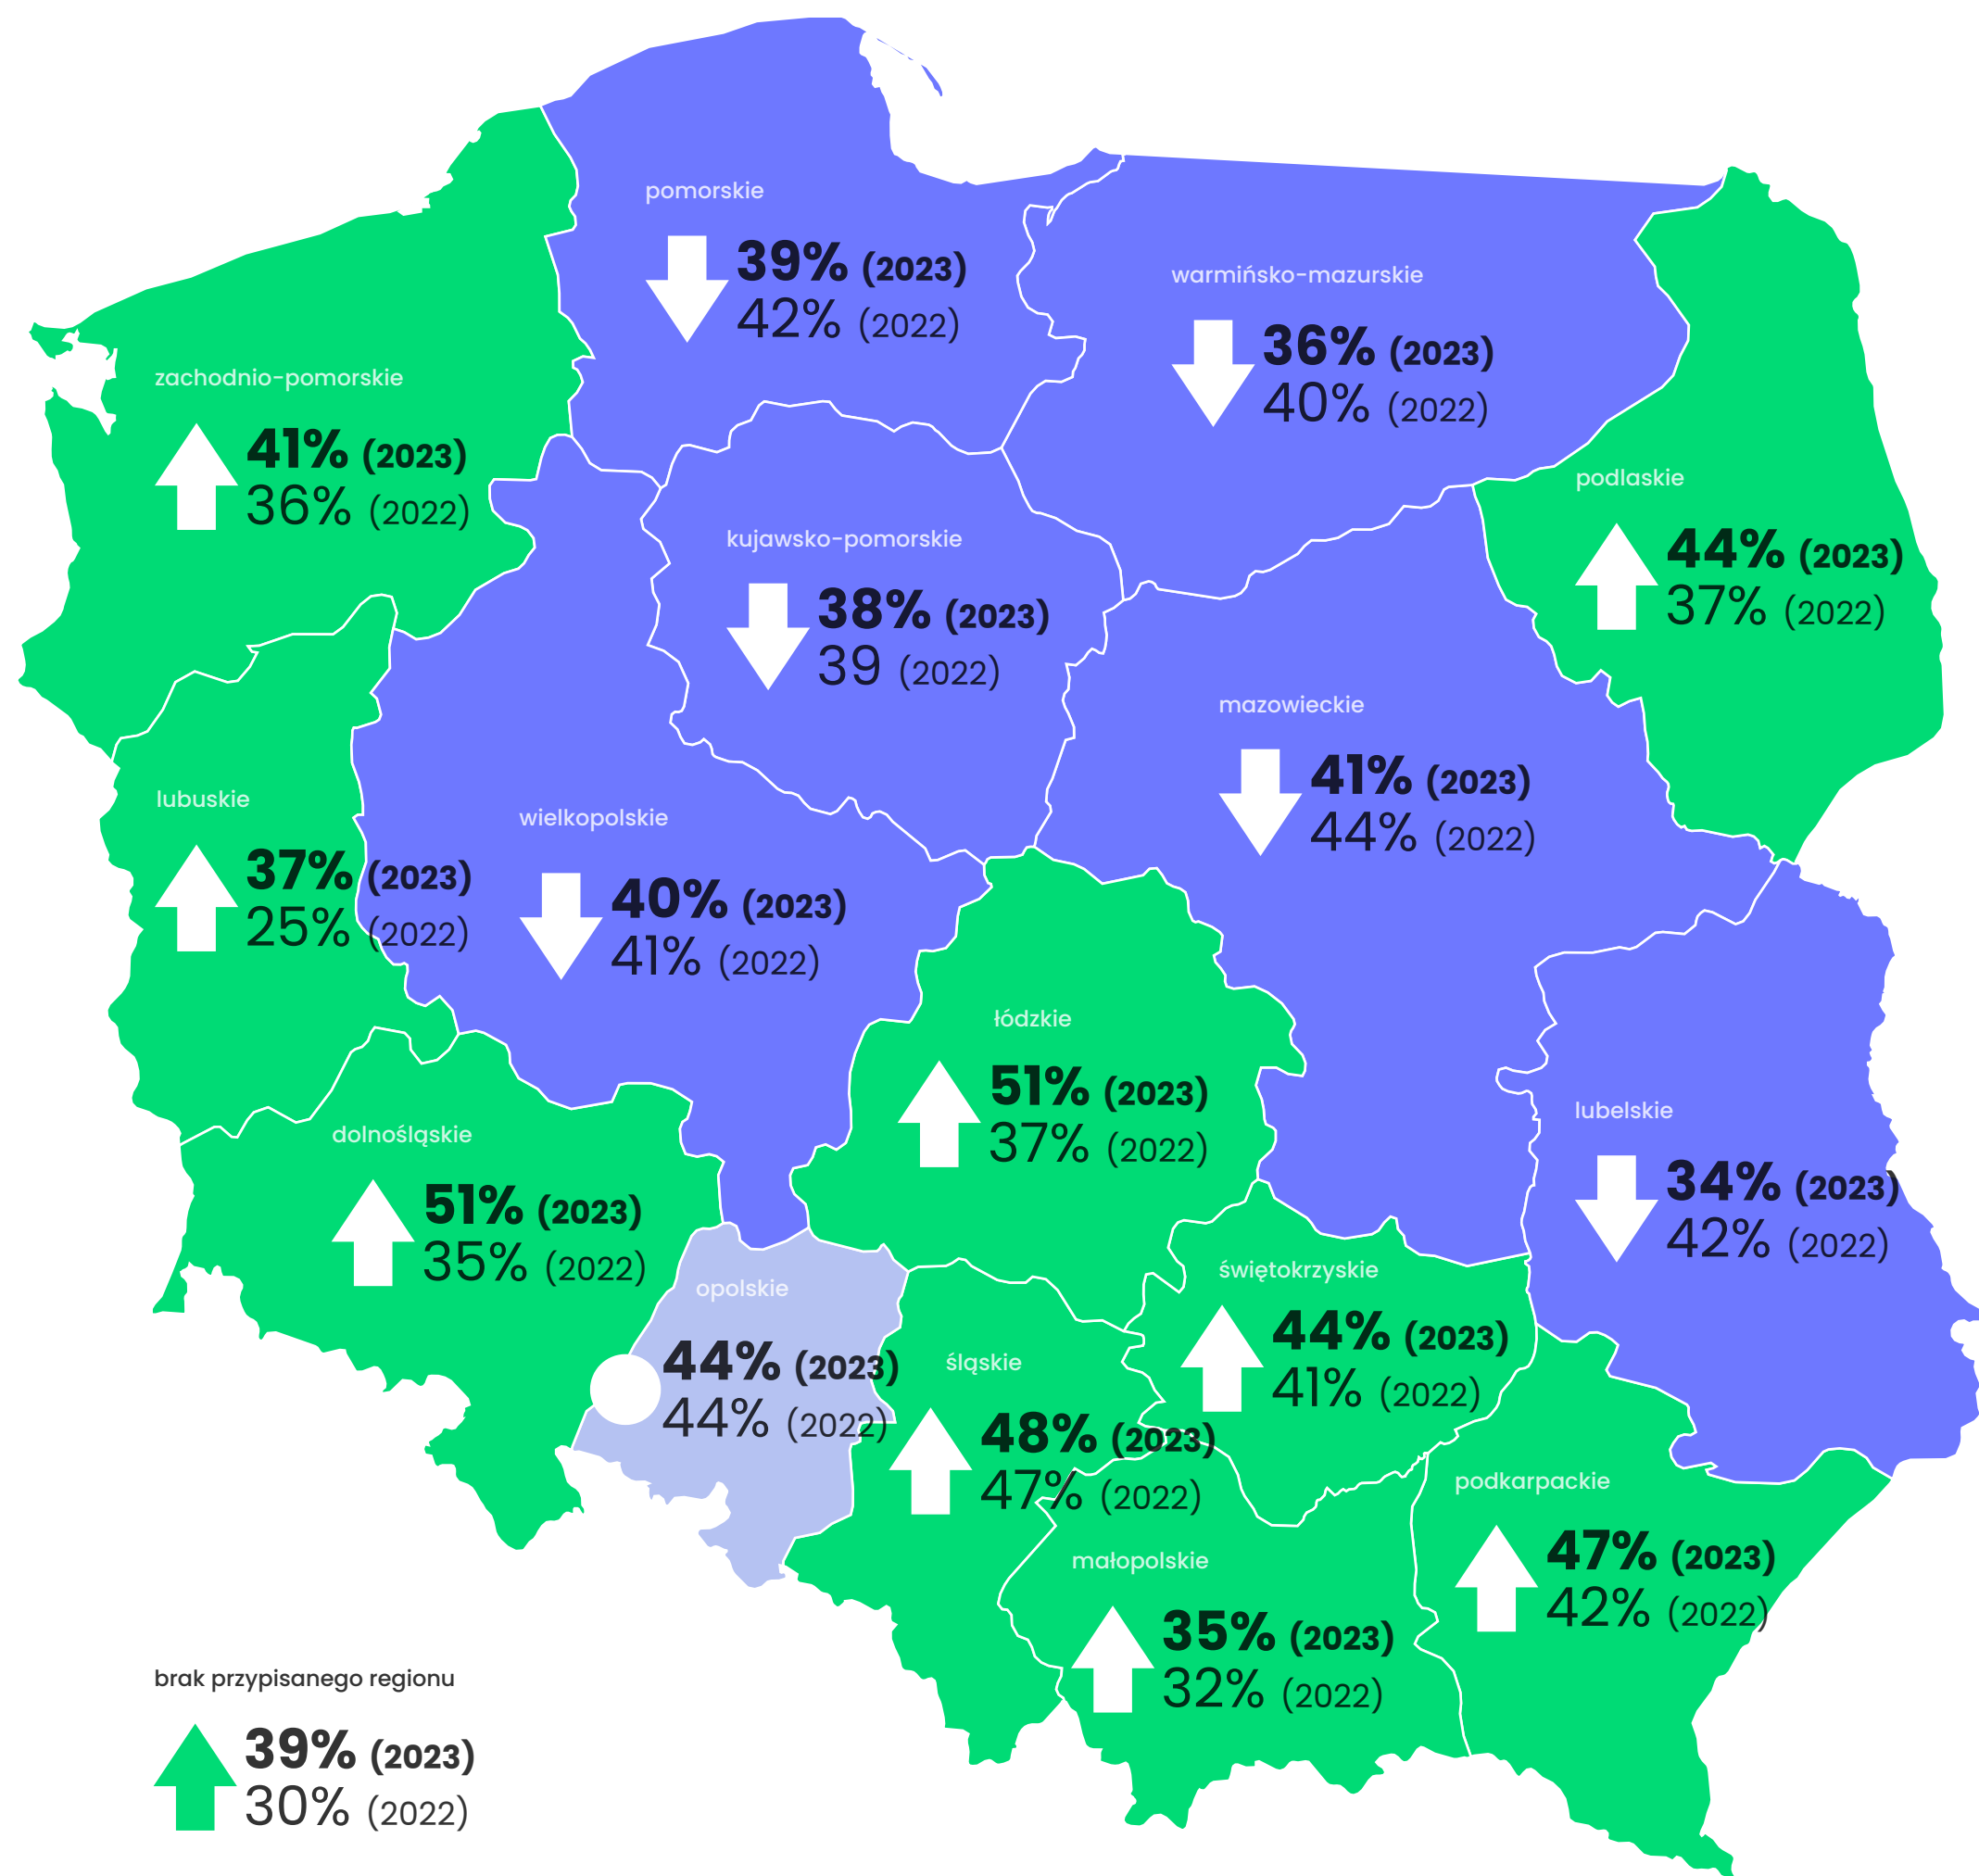 pomorskie
39% (2023)
42% (2022)
warmińsko-mazurskie
36% (2023)
40% (2022)
zachodnio-pomorskie
41% (2023)
36% (2022)
podlaskie
44% (2023)
37% (2022)
kujawsko-pomorskie
38% (2023)
39 (2022)
mazowieckie
41% (2023)
44% (2022)
lubuskie
37% (2023)
25% (2022)
wielkopolskie
40% (2023)
41% (2022)
łódzkie
51% (2023)
37% (2022)
lubelskie
34% (2023)
42% (2022)
dolnośląskie
51% (2023)
35% (2022)
opolskie
44% (2023)
44% (2022)
świętokrzyskie
44% (2023)
41% (2022)
śląskie
48% (2023)
47% (2022)
podkarpackie
47% (2023)
42% (2022)
małopolskie
35% (2023)
32% (2022)
brak przypisanego regionu
39% (2023)
30% (2022)